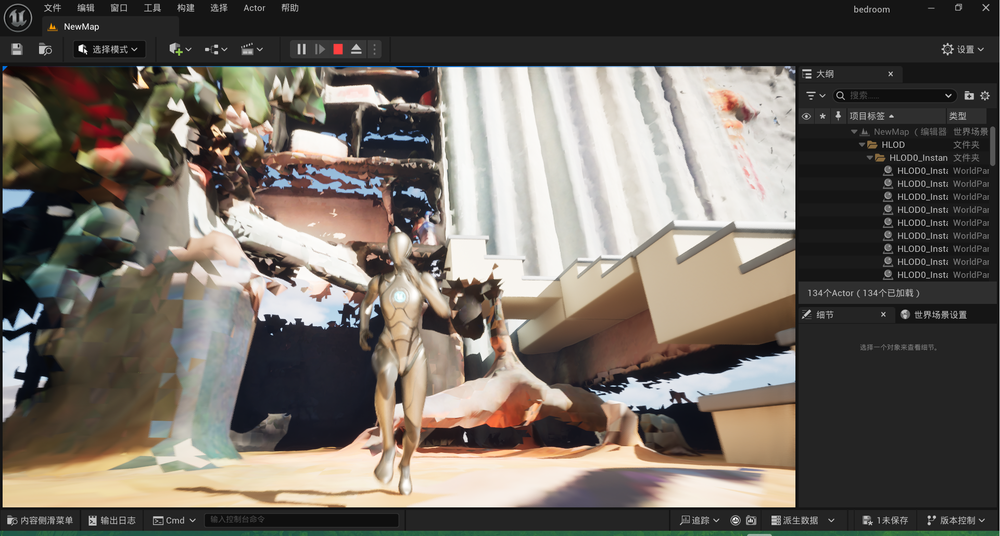 文件 编辑 窗口 工具 构建 选择 Actor 帮助
bedroom
NewMap
选择模式
设置
大纲
搜索......
项目标签 类型
NewMap（编辑器 世界场景
HLOD 文件夹
HLOD0_Instan 文件夹
HLOD0_Insta WorldPar
HLOD0_Insta WorldPar
HLOD0_Insta WorldPar
HLOD0_Insta WorldPar
HLOD0_Insta WorldPar
HLOD0_Insta WorldPar
HLOD0_Insta WorldPar
HLOD0_Insta WorldPar
HLOD0_Insta WorldPar
134个Actor（134个已加载）
细节 世界场景设置
选择一个对象来查看细节。
内容侧滑菜单 输出日志 Cmd 输入控制台命令 追踪 派生数据 1未保存 版本控制